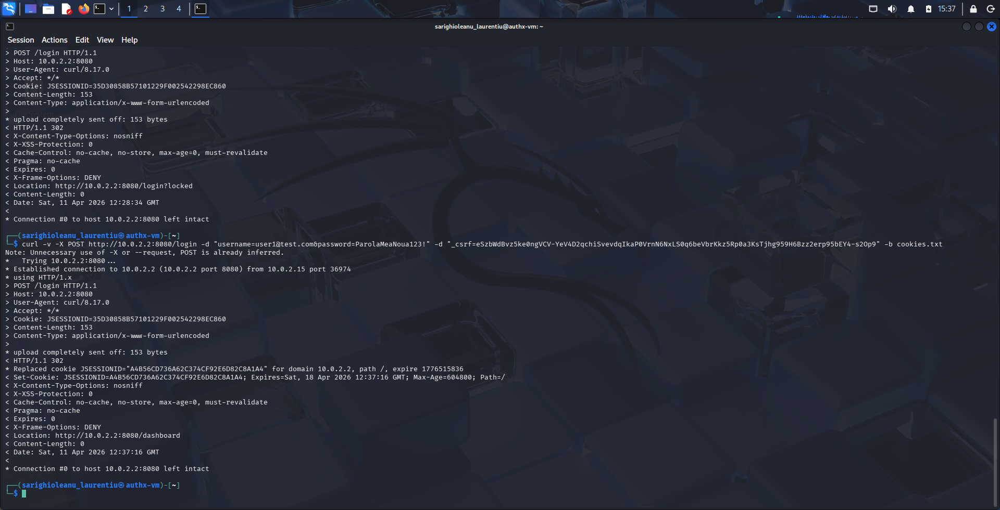 1 2 3 4 15:37
sarighioleanu_laurentiu@authx-vm: ~
Session Actions Edit View Help
> POST /login HTTP/1.1
> Host: 10.0.2.2:8080
> User-Agent: curl/8.17.0
> Accept: */*
> Cookie: JSESSIONID=35D30858B57101229F002542298EC860
> Content-Length: 153
> Content-Type: application/x-www-form-urlencoded
>
* upload completely sent off: 153 bytes
< HTTP/1.1 302
< X-Content-Type-Options: nosniff
< X-XSS-Protection: 0
< Cache-Control: no-cache, no-store, max-age=0, must-revalidate
< Pragma: no-cache
< Expires: 0
< X-Frame-Options: DENY
< Location: http://10.0.2.2:8080/login?locked
< Content-Length: 0
< Date: Sat, 11 Apr 2026 12:28:34 GMT
<
* Connection #0 to host 10.0.2.2:8080 left intact
┌──(sarighioleanu_laurentiu㉿authx-vm)-[~]
└─$ curl -v -X POST http://10.0.2.2:8080/login -d "username=user1@test.com&password=ParolaMeaNoua123!" -d "_csrf=eSzbWdBvz5ke0ngVCV-YeV4D2qchiSvevdqIkaP0VrnN6NxLS0q6beVbrKkz5Rp0a3KsTjhg959H6Bzz2erp95bEY4-s2Op9" -b cookies.txt
Note: Unnecessary use of -X or --request, POST is already inferred.
*   Trying 10.0.2.2:8080...
* Established connection to 10.0.2.2 (10.0.2.2 port 8080) from 10.0.2.15 port 36974
* using HTTP/1.x
> POST /login HTTP/1.1
> Host: 10.0.2.2:8080
> User-Agent: curl/8.17.0
> Accept: */*
> Cookie: JSESSIONID=35D30858B57101229F002542298EC860
> Content-Length: 153
> Content-Type: application/x-www-form-urlencoded
>
* upload completely sent off: 153 bytes
< HTTP/1.1 302
* Replaced cookie JSESSIONID="A4B56CD736A62C374CF92E6D82C8A1A4" for domain 10.0.2.2, path /, expire 1776515836
< Set-Cookie: JSESSIONID=A4B56CD736A62C374CF92E6D82C8A1A4; Expires=Sat, 18 Apr 2026 12:37:16 GMT; Max-Age=604800; Path=/
< X-Content-Type-Options: nosniff
< X-XSS-Protection: 0
< Cache-Control: no-cache, no-store, max-age=0, must-revalidate
< Pragma: no-cache
< Expires: 0
< X-Frame-Options: DENY
< Location: http://10.0.2.2:8080/dashboard
< Content-Length: 0
< Date: Sat, 11 Apr 2026 12:37:16 GMT
<
* Connection #0 to host 10.0.2.2:8080 left intact
┌──(sarighioleanu_laurentiu㉿authx-vm)-[~]
└─$